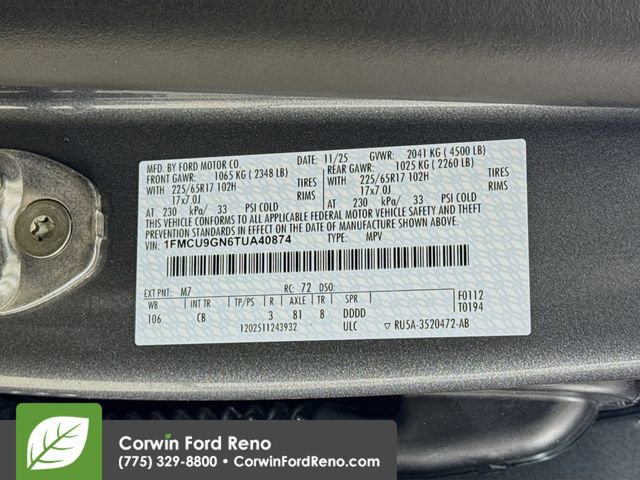 MFD. BY FORD MOTOR CO. 11/25 GVWR: 2041 KG ( 4500 LB)
FRONT GAWR: 1065 KG ( 2348 LB) REAR GAWR: 1025 KG ( 2260 LB)
WITH 225/65R17 102H TIRES WITH 225/65R17 102H TIRES
17x7.0J RIMS 17x7.0J RIMS
AT 230 kPa/ 33 PSI COLD AT 230 kPa/ 33 PSI COLD
THIS VEHICLE CONFORMS TO ALL APPLICABLE FEDERAL MOTOR VEHICLE
SAFETY, BUMPER, AND THEFT PREVENTION STANDARDS IN EFFECT ON THE DATE OF MANUFACTURE SHOWN ABOVE.
VIN: 1FMCU9GN6TUA40874 TYPE: MPV
EXT PNT: M7 RC: 72 DSO:
WB INT TR TP/PS R AXLE TR SPR F0112
106 CB 3 81 8 DDDD T0194
1202511243932 ULC ▽ RU5A-3520472-AB
Corwin Ford Reno
(775) 329-8800 • CorwinFordReno.com